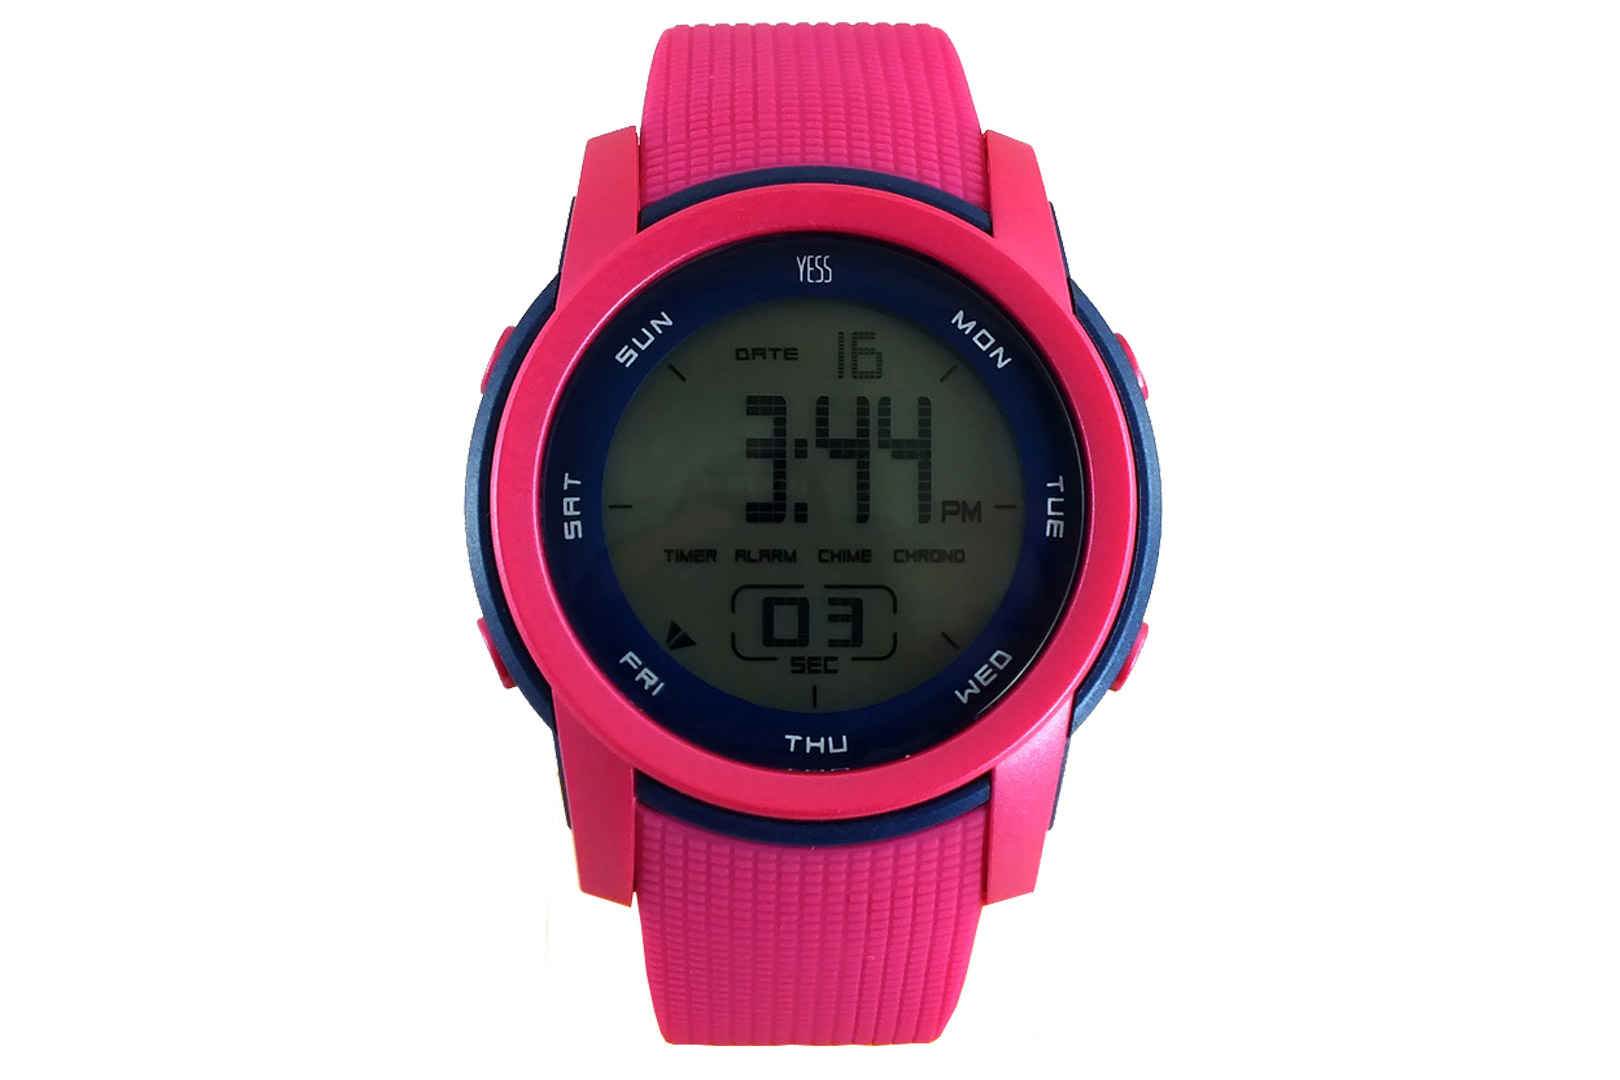 YESS
SUN
MON
DATE 16
3:44 PM
SAT
TUE
TIMER ALARM CHIME CHRONO
03
SEC
FRI
WED
THU